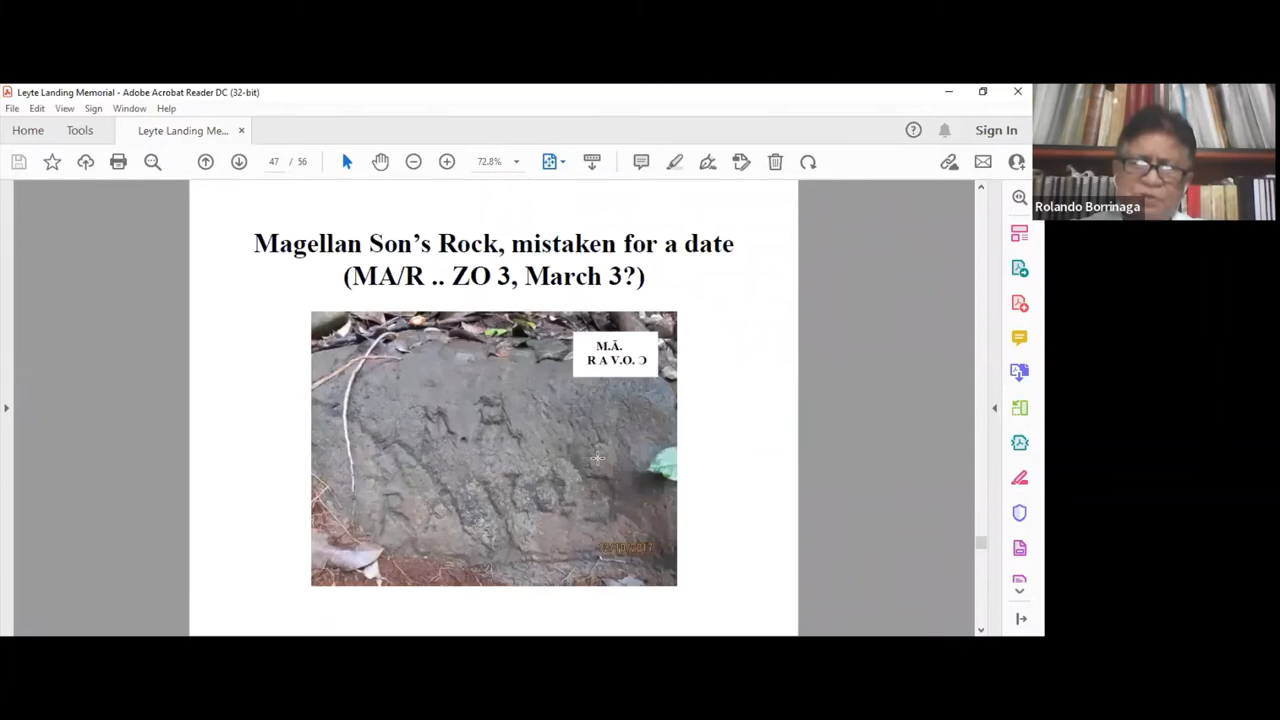 Leyte Landing Memorial - Adobe Acrobat Reader DC (32-bit)
File Edit View Sign Window Help
Home Tools Leyte Landing Me... × Sign In
47 / 56 72.8%
Rolando Borrinaga
Magellan Son's Rock, mistaken for a date
(MA/R .. ZO 3, March 3?)
M.Ā.
R A V.O. Ɔ